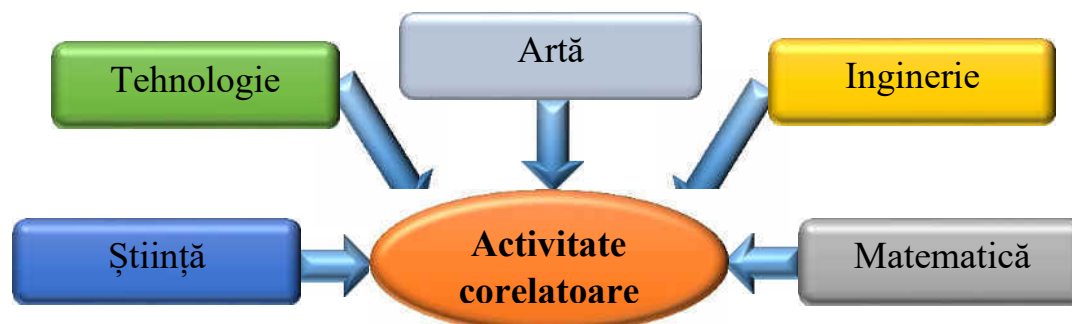 Artă
Tehnologie
Inginerie
Știință
Activitate
corelatoare
Matematică